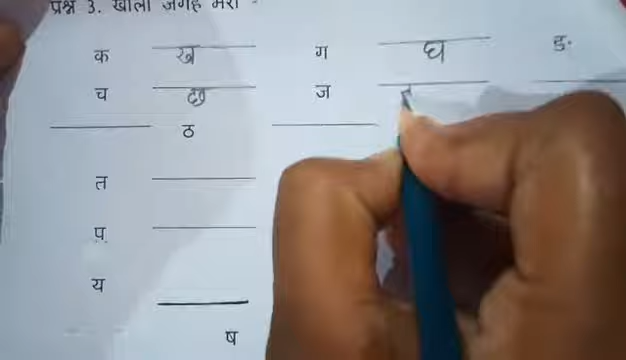 प्रश्न 3. खाली जगह भरो -
क ख ग घ ङ
च छ ज
ठ
त
प
य
ष